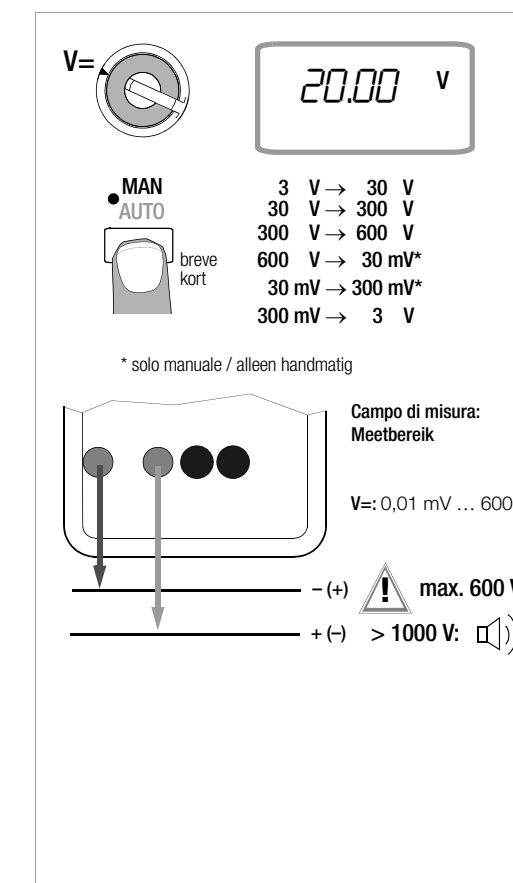 V=
20.00 V
MAN
AUTO
breve
kort
3 V → 30 V
30 V → 300 V
300 V → 600 V
600 V → 30 mV*
30 mV → 300 mV*
300 mV → 3 V
* solo manuale / alleen handmatig
Campo di misura:
Meetbereik
V=: 0,01 mV … 600
– (+)
! max. 600 V
+ (–) > 1000 V: